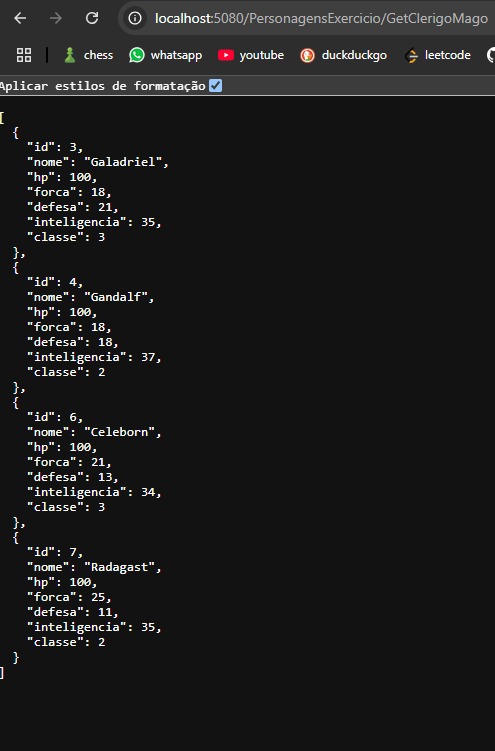 localhost:5080/PersonagensExercicio/GetClerigoMago
chess whatsapp youtube duckduckgo leetcode
Aplicar estilos de formatação
[
  {
    "id": 3,
    "nome": "Galadriel",
    "hp": 100,
    "forca": 18,
    "defesa": 21,
    "inteligencia": 35,
    "classe": 3
  },
  {
    "id": 4,
    "nome": "Gandalf",
    "hp": 100,
    "forca": 18,
    "defesa": 18,
    "inteligencia": 37,
    "classe": 2
  },
  {
    "id": 6,
    "nome": "Celeborn",
    "hp": 100,
    "forca": 21,
    "defesa": 13,
    "inteligencia": 34,
    "classe": 3
  },
  {
    "id": 7,
    "nome": "Radagast",
    "hp": 100,
    "forca": 25,
    "defesa": 11,
    "inteligencia": 35,
    "classe": 2
  }
]